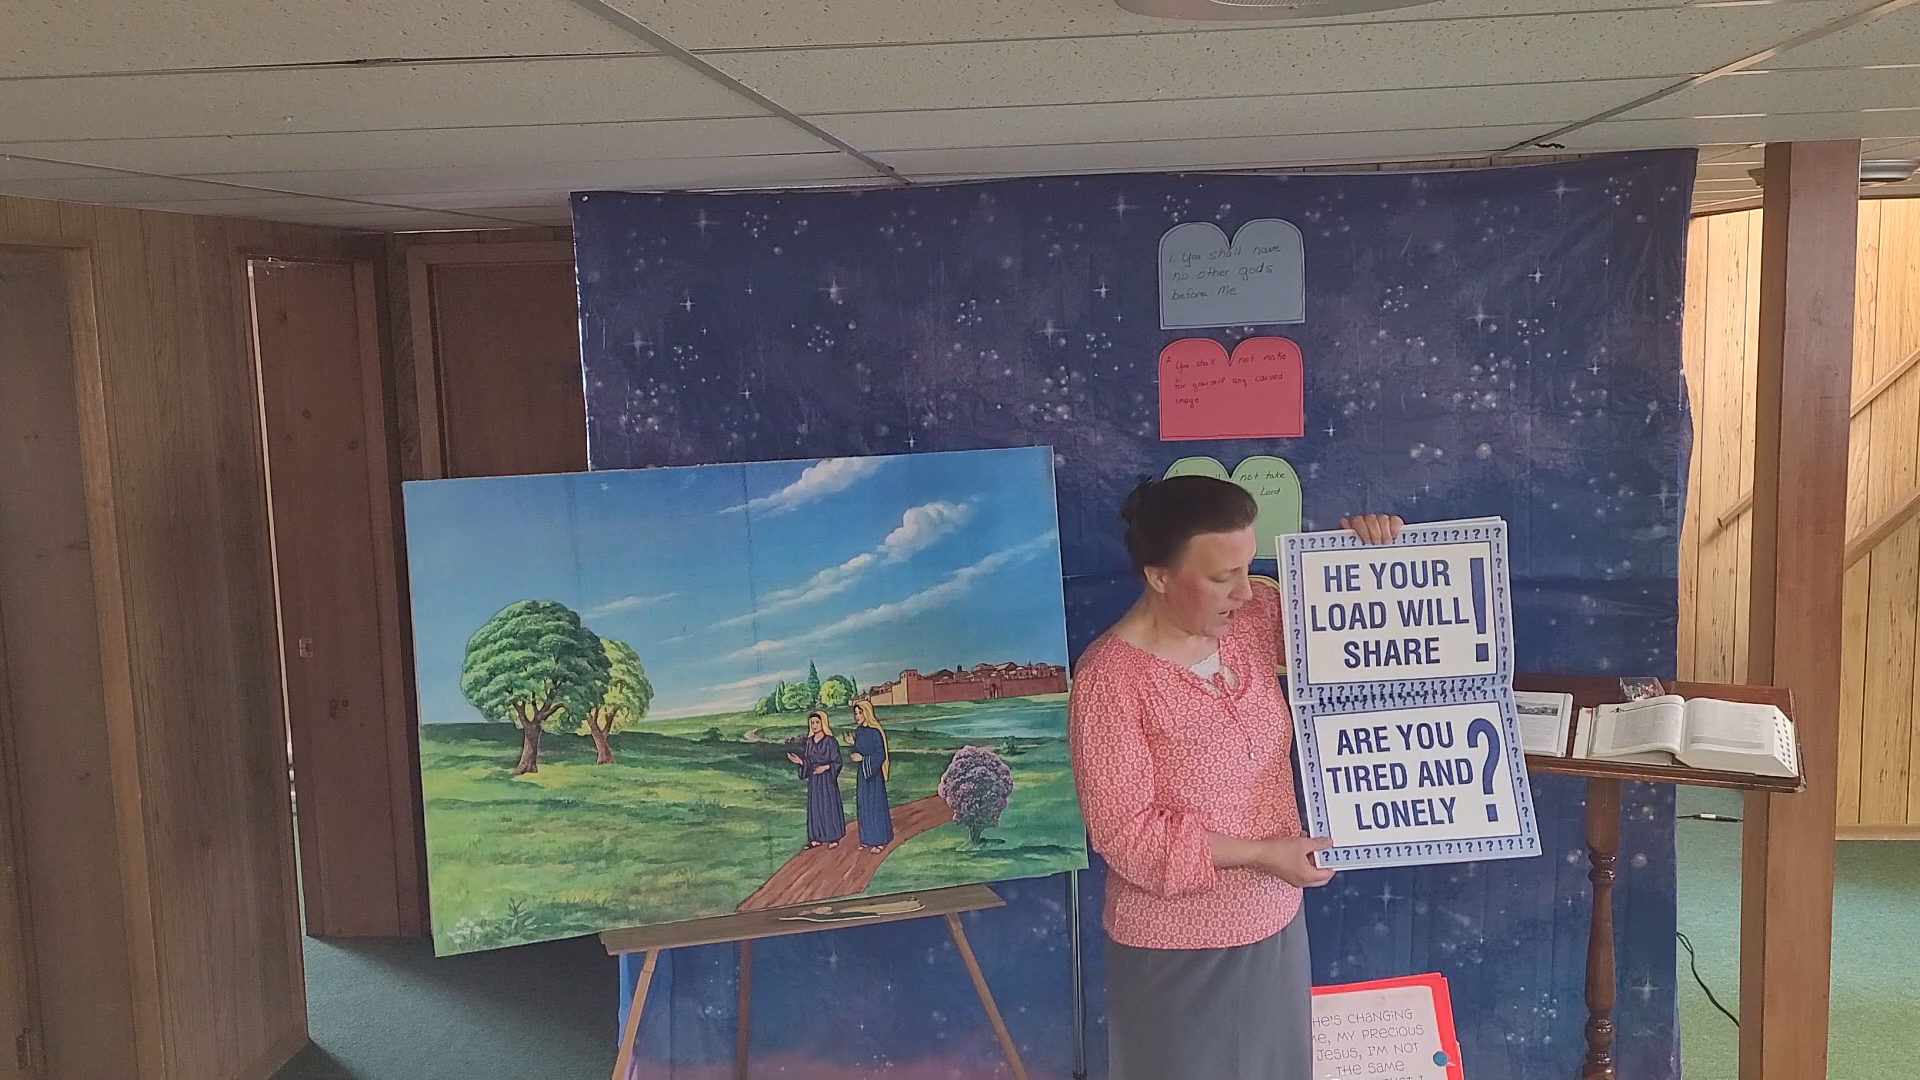 1. You shall have
no other gods
before Me
2 You shall not make
for yourself any carved
image
not take
Lord
HE YOUR
LOAD WILL!
SHARE
ARE YOU
TIRED AND?
LONELY
HE'S CHANGING
ME, MY PRECIOUS
JESUS, I'M NOT
THE SAME